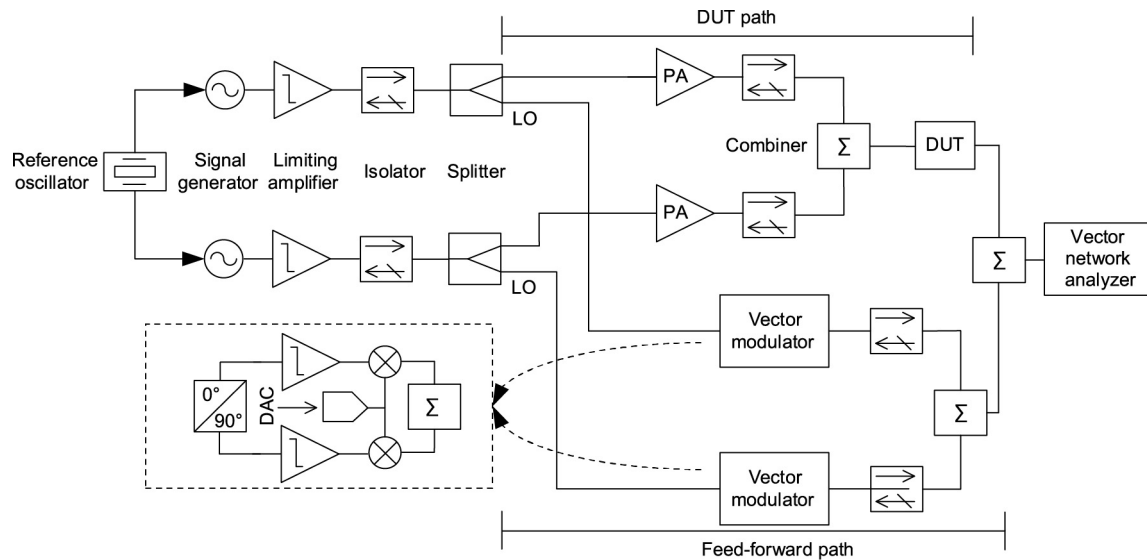 DUT path
PA
LO
Reference
oscillator
Signal
generator
Limiting
amplifier
Isolator
Splitter
Combiner
Σ
DUT
PA
LO
Σ
Vector
network
analyzer
Vector
modulator
0°
90°
DAC
Σ
Σ
Vector
modulator
Feed-forward path